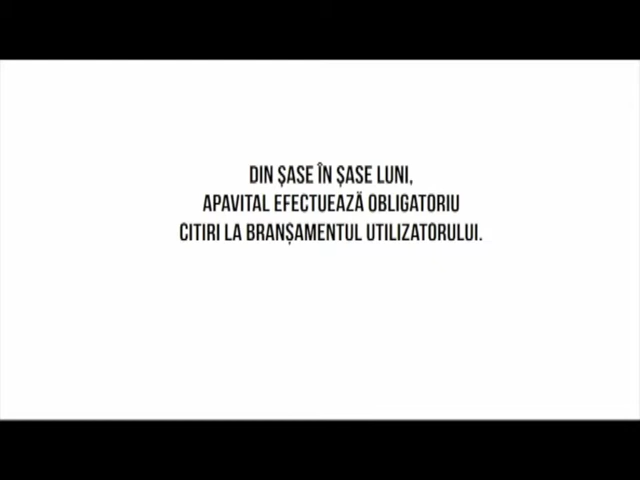 DIN ȘASE ÎN ȘASE LUNI,
APAVITAL EFECTUEAZĂ OBLIGATORIU
CITIRI LA BRANȘAMENTUL UTILIZATORULUI.